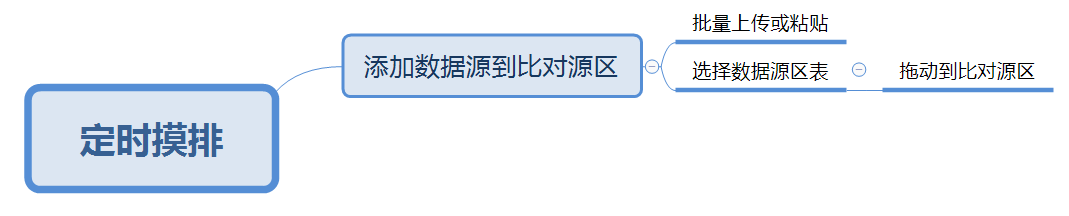 定时摸排
添加数据源到比对源区
批量上传或粘贴
选择数据源区表
拖动到比对源区